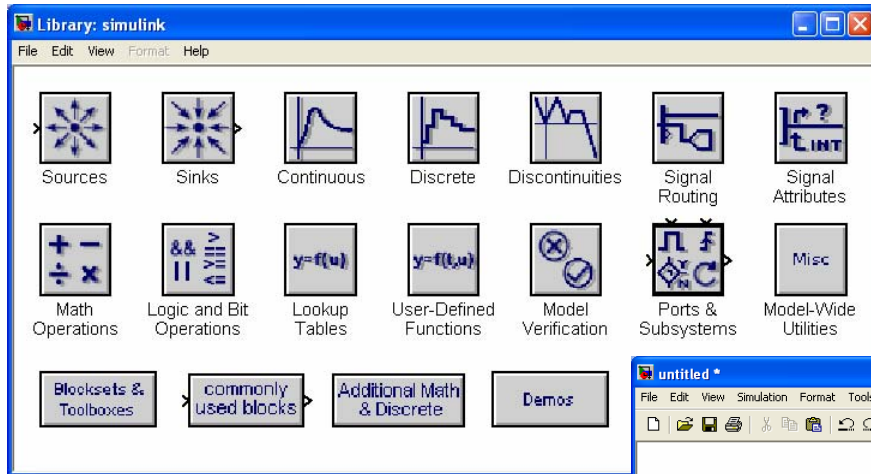 Library: simulink
File Edit View Format Help
Sources Sinks Continuous Discrete Discontinuities Signal Routing Signal Attributes
? INT
+ − ÷ × && || >= == >= <= y=f(u) y=f(t,u) Y N Misc
Math Operations Logic and Bit Operations Lookup Tables User-Defined Functions Model Verification Ports & Subsystems Model-Wide Utilities
Blocksets & Toolboxes
commonly used blocks
Additional Math & Discrete
Demos
untitled *
File Edit View Simulation Format Tools